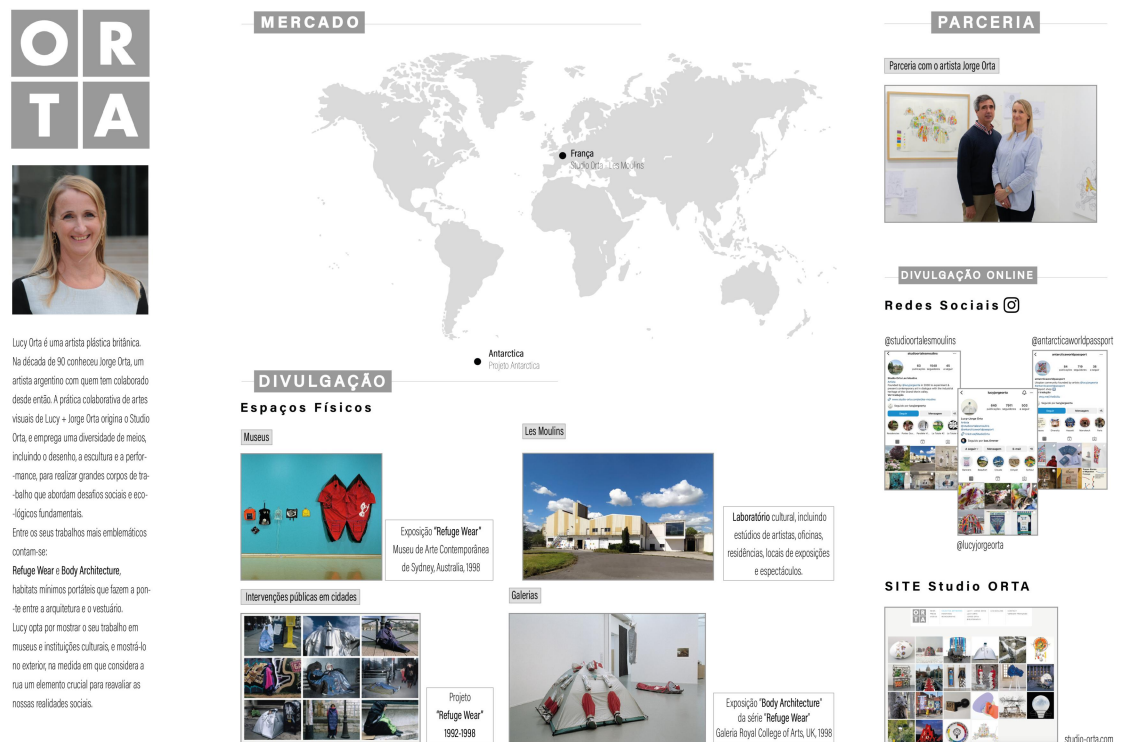 OR
TA
Lucy Orta é uma artista plástica britânica.
Na década de 90 conheceu Jorge Orta, um
artista argentino com quem tem colaborado
desde então. A prática colaborativa de artes
visuais de Lucy + Jorge Orta origina o Studio
Orta, e emprega uma diversidade de meios,
incluindo o desenho, a escultura e a perfor-
-mance, para realizar grandes corpos de tra-
-balho que abordam desafios sociais e eco-
-lógicos fundamentais.
Entre os seus trabalhos mais emblemáticos
contam-se:
Refuge Wear e Body Architecture,
habitats mínimos portáteis que fazem a pon-
-te entre a arquitetura e o vestuário.
Lucy opta por mostrar o seu trabalho em
museus e instituições culturais, e mostrá-lo
no exterior, na medida em que considera a
rua um elemento crucial para reavaliar as
nossas realidades sociais.
MERCADO
França
Studio Orta - Les Moulins
Antarctica
Projeto Antarctica
DIVULGAÇÃO
Espaços Físicos
Museus
Exposição "Refuge Wear"
Museu de Arte Contemporânea
de Sydney, Australia, 1998
Les Moulins
Laboratório cultural, incluindo
estúdios de artistas, oficinas,
residências, locais de exposições
e espectáculos.
Intervenções públicas em cidades
Projeto
"Refuge Wear"
1992-1998
Galerias
Exposição "Body Architecture"
da série "Refuge Wear"
Galeria Royal College of Arts, UK, 1998
PARCERIA
Parceria com o artista Jorge Orta
DIVULGAÇÃO ONLINE
Redes Sociais
@studioortalesmoulins
@antarcticaworldpassport
studioortalesmoulins
antarcticaworldpassport
lucyjorgeorta
@lucyjorgeorta
SITE Studio ORTA
OR
TA
studio-orta.com